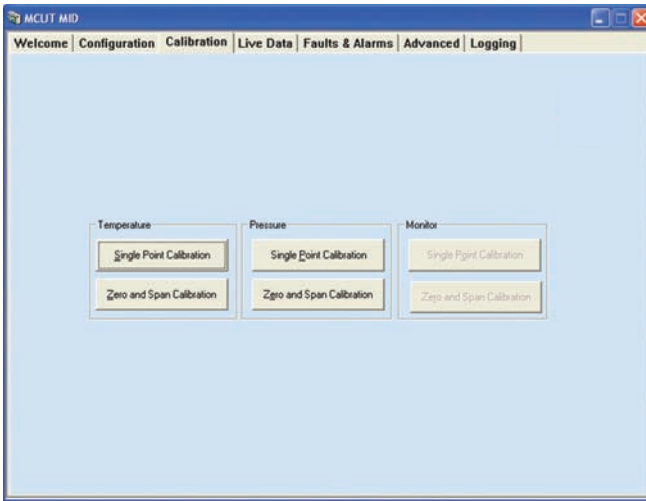 MCUT MID
Welcome Configuration Calibration Live Data Faults & Alarms Advanced Logging
Temperature Pressure Monitor
Single Point Calibration Single Point Calibration Single Point Calibration
Zero and Span Calibration Zero and Span Calibration Zero and Span Calibration